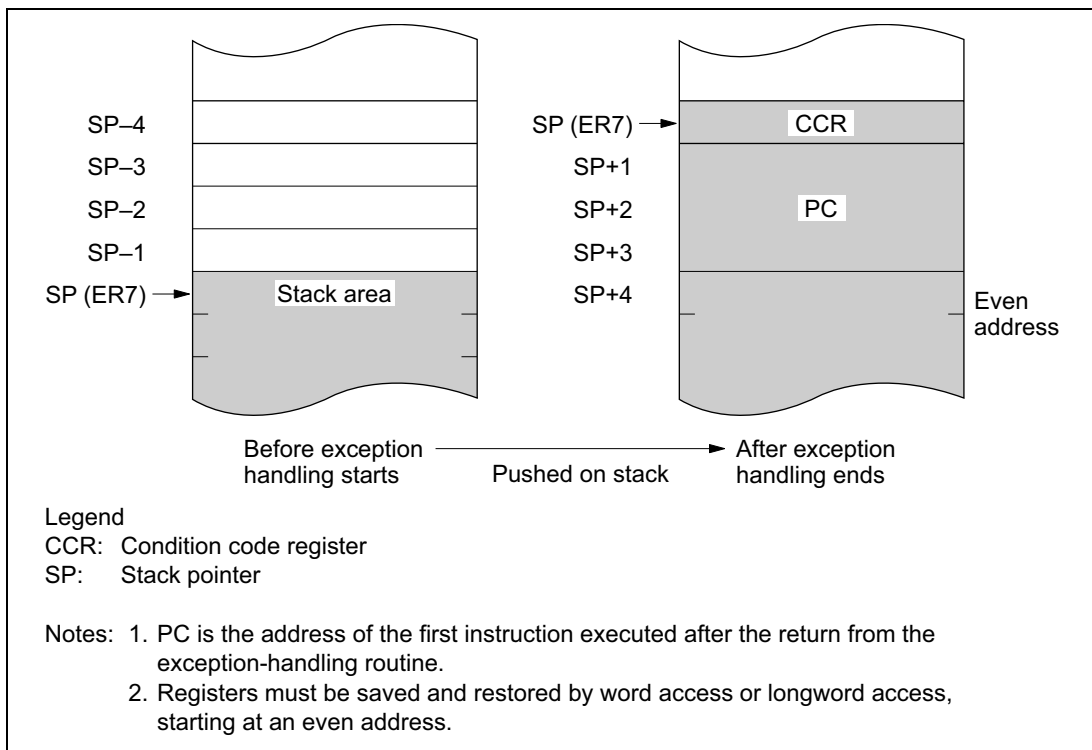 SP–4
SP–3
SP–2
SP–1
SP (ER7)
Stack area
SP (ER7)
SP+1
SP+2
SP+3
SP+4
CCR
PC
Even
address
Before exception
handling starts
Pushed on stack
After exception
handling ends
Legend
CCR: Condition code register
SP: Stack pointer
Notes: 1. PC is the address of the first instruction executed after the return from the
exception-handling routine.
2. Registers must be saved and restored by word access or longword access,
starting at an even address.